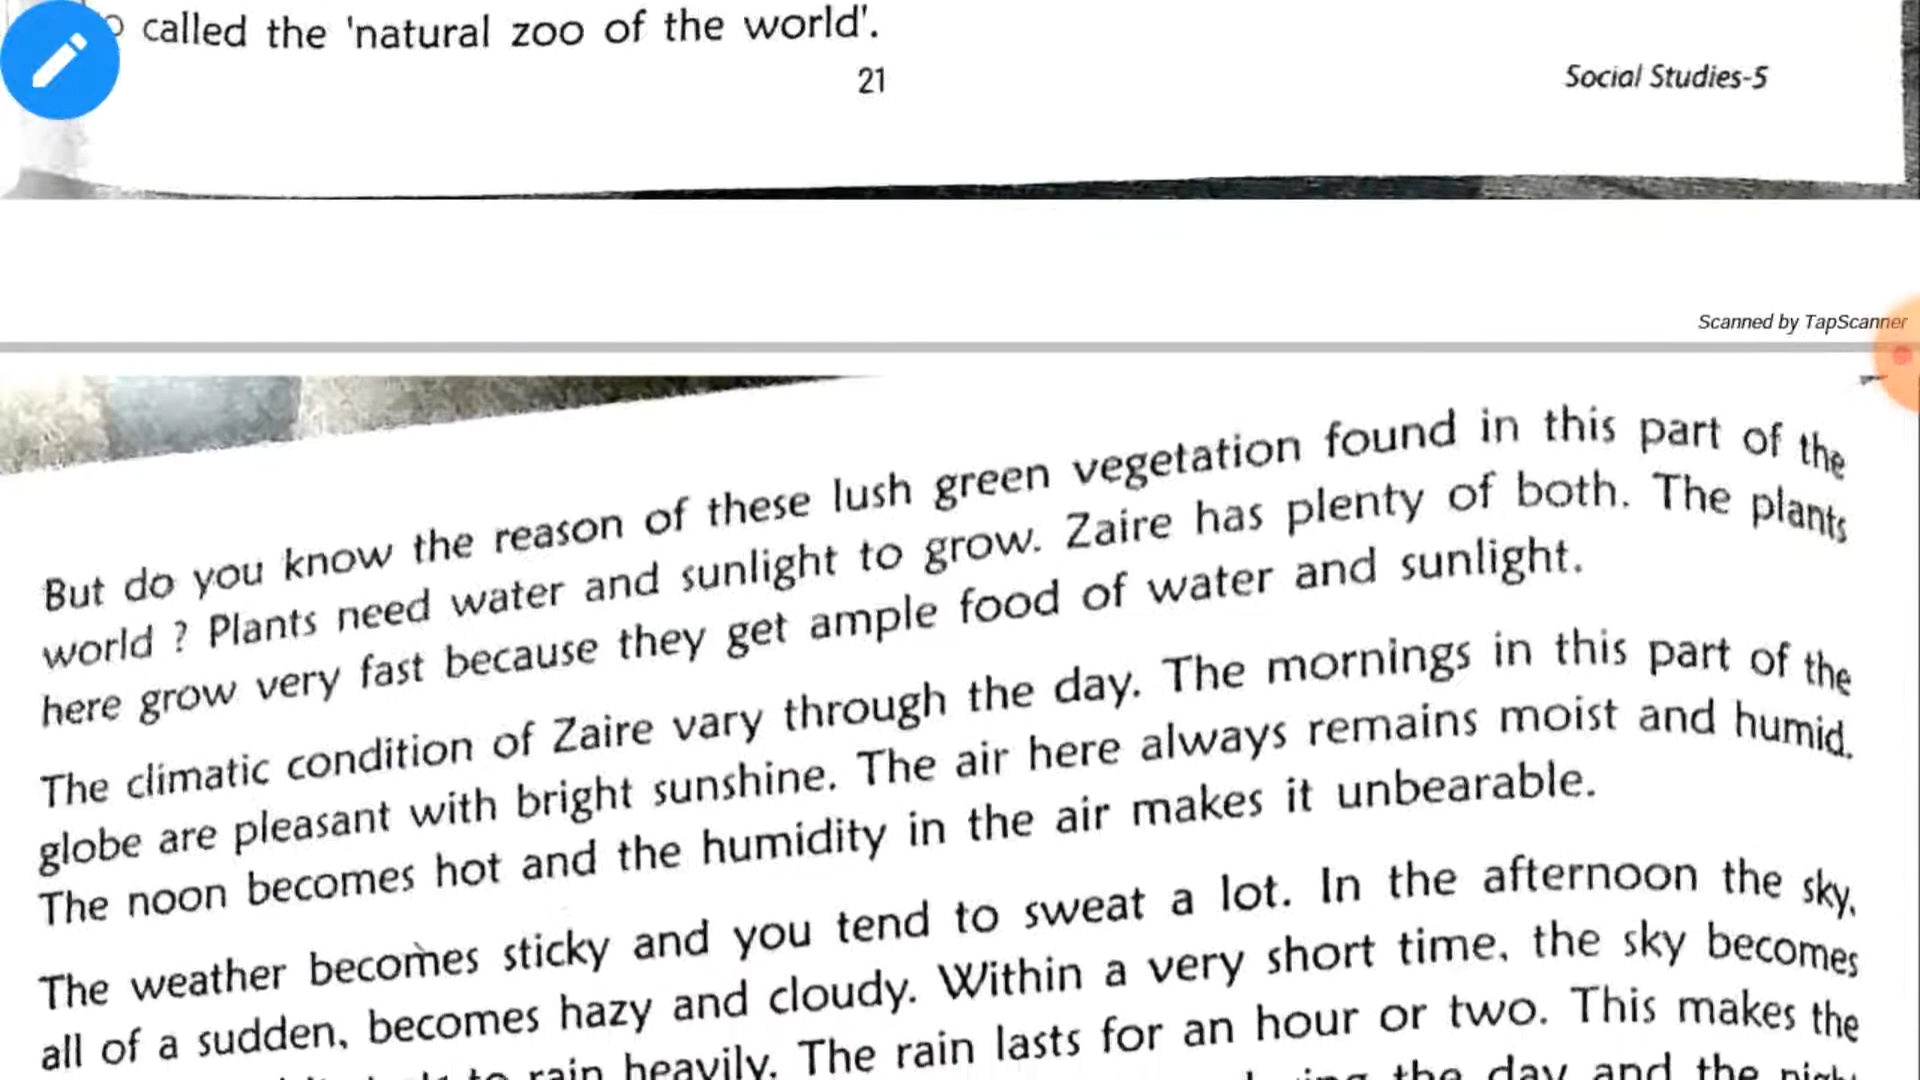 called the 'natural zoo of the world'.
21
Social Studies-5
Scanned by TapScanner
But do you know the reason of these lush green vegetation found in this part of the
world ? Plants need water and sunlight to grow. Zaire has plenty of both. The plants
here grow very fast because they get ample food of water and sunlight.
The climatic condition of Zaire vary through the day. The mornings in this part of the
globe are pleasant with bright sunshine. The air here always remains moist and humid.
The noon becomes hot and the humidity in the air makes it unbearable.
The weather becomes sticky and you tend to sweat a lot. In the afternoon the sky,
all of a sudden, becomes hazy and cloudy. Within a very short time, the sky becomes
to rain heavily. The rain lasts for an hour or two. This makes the
the day and the night